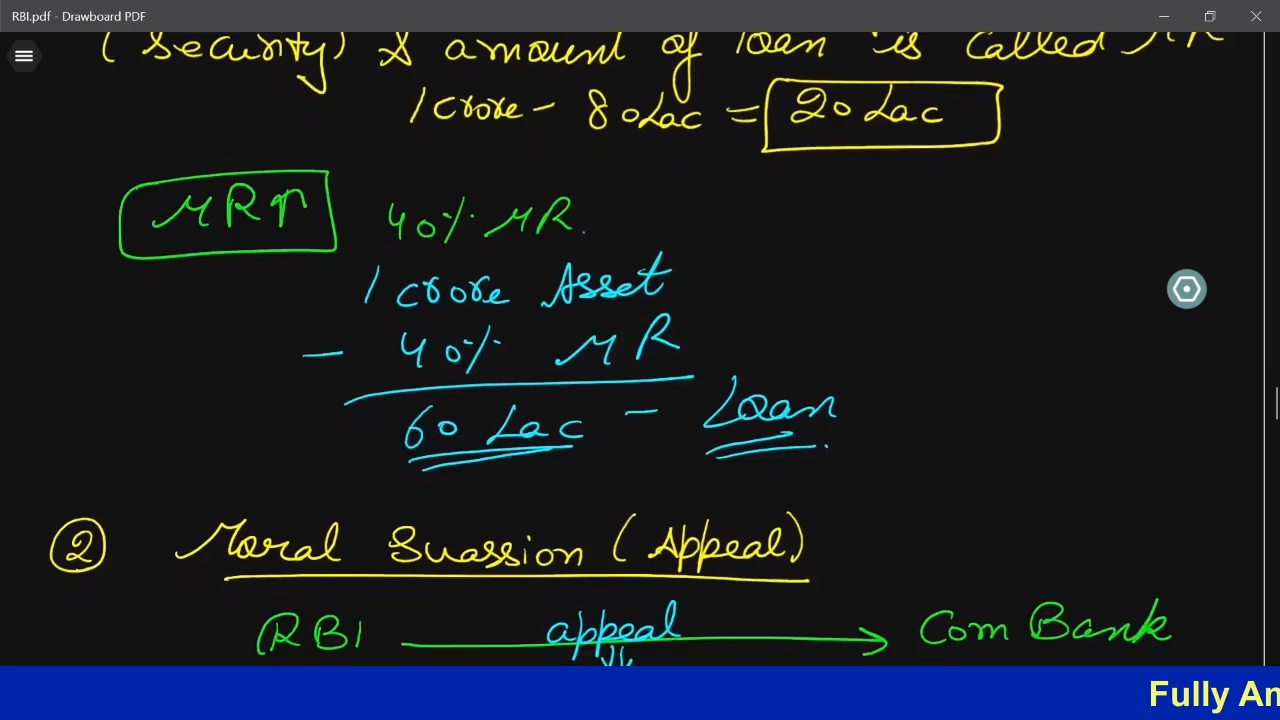 RBI.pdf - Drawboard PDF
(Security) & amount of loan is called MR
1 crore - 80 Lac = 20 Lac
MR↑ 40% MR.
1 crore Asset
- 40% MR
60 Lac - Loan
② Moral Suassion (Appeal)
RBI appeal → Com Bank
Fully An